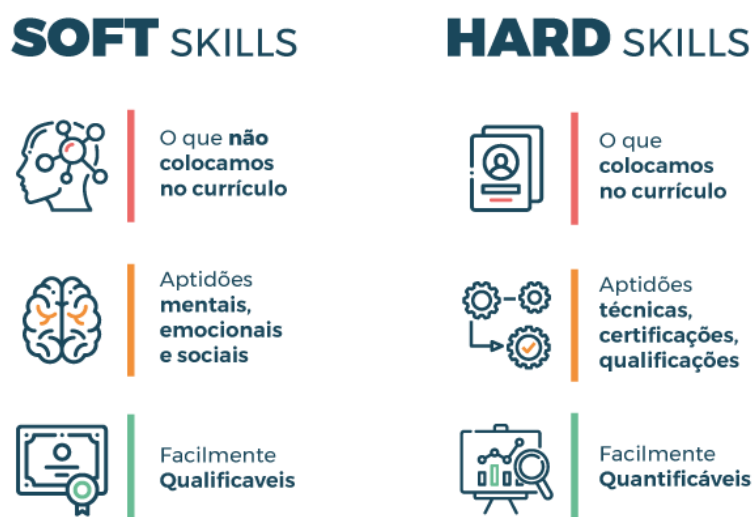 SOFT SKILLS
O que não
colocamos
no currículo
Aptidões
mentais,
emocionais
e sociais
Facilmente
Qualificaveis
HARD SKILLS
O que
colocamos
no currículo
Aptidões
técnicas,
certificações,
qualificações
Facilmente
Quantificáveis